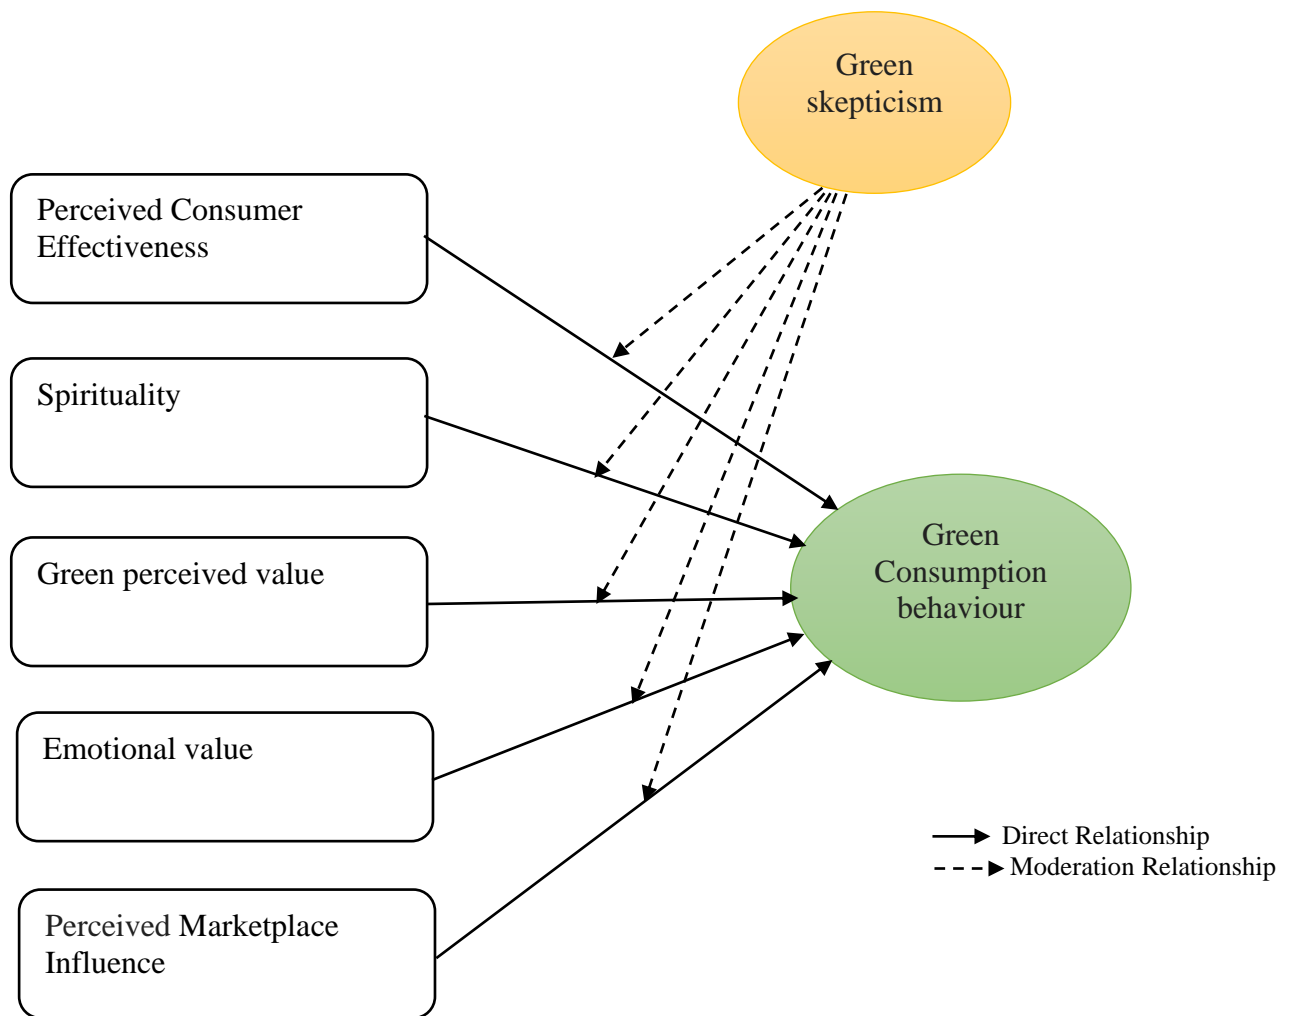 Green
skepticism
Perceived Consumer
Effectiveness
Spirituality
Green perceived value
Green
Consumption
behaviour
Emotional value
Direct Relationship
Moderation Relationship
Perceived Marketplace
Influence